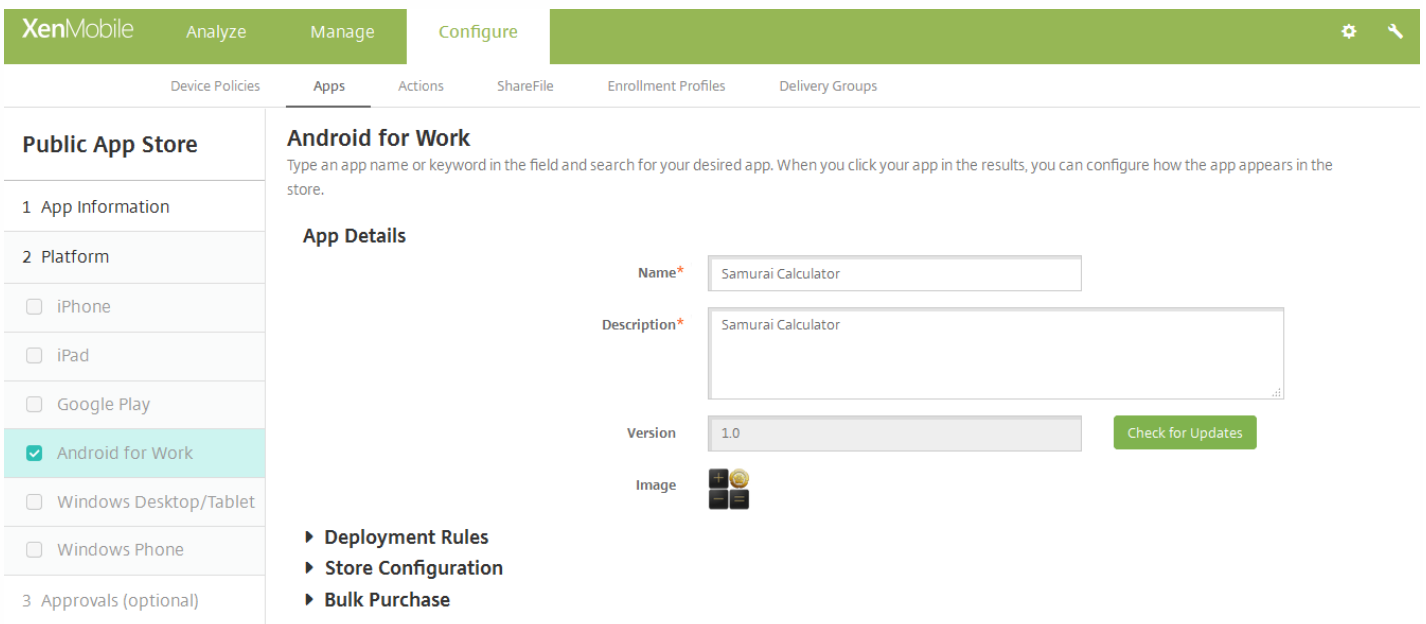 XenMobile Analyze Manage Configure
Device Policies Apps Actions ShareFile Enrollment Profiles Delivery Groups
Public App Store
1 App Information
2 Platform
iPhone
iPad
Google Play
Android for Work
Windows Desktop/Tablet
Windows Phone
3 Approvals (optional)
Android for Work
Type an app name or keyword in the field and search for your desired app. When you click your app in the results, you can configure how the app appears in the
store.
App Details
Name* Samurai Calculator
Description* Samurai Calculator
Version 1.0 Check for Updates
Image
Deployment Rules
Store Configuration
Bulk Purchase